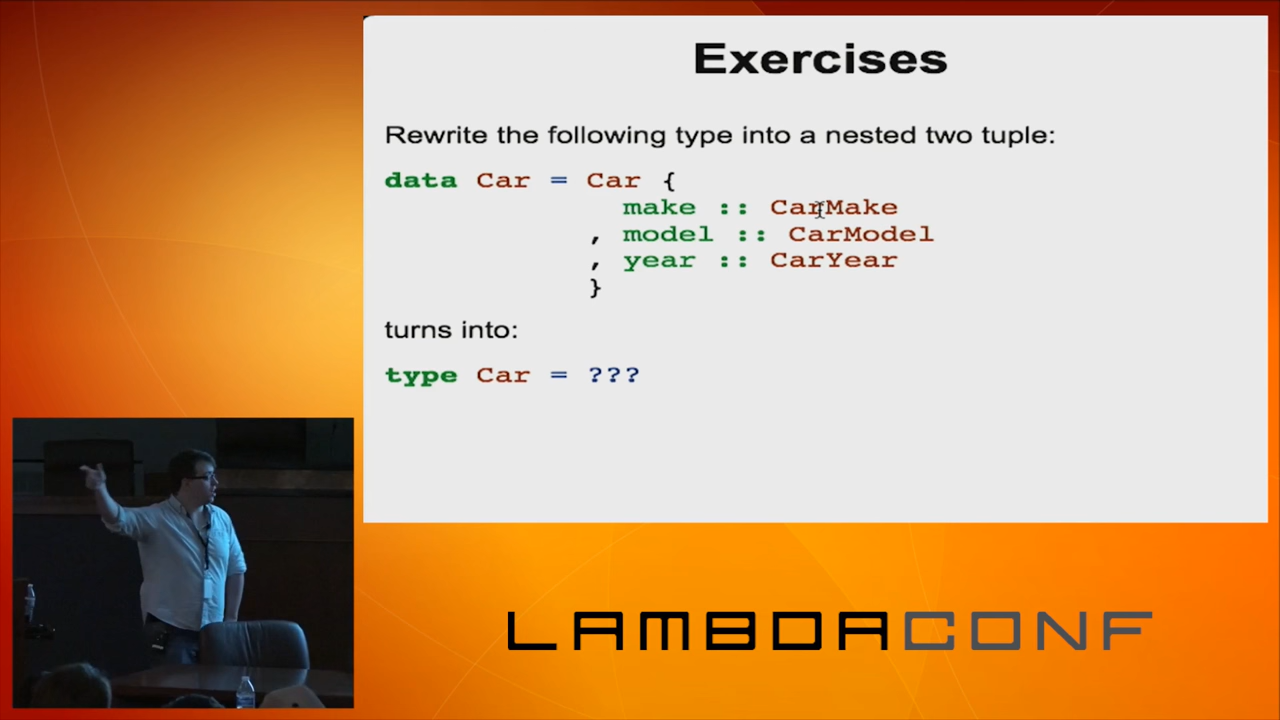 Exercises
Rewrite the following type into a nested two tuple:
data Car = Car {
make :: CarMake
, model :: CarModel
, year :: CarYear
}
turns into:
type Car = ???
LAMBDACONF